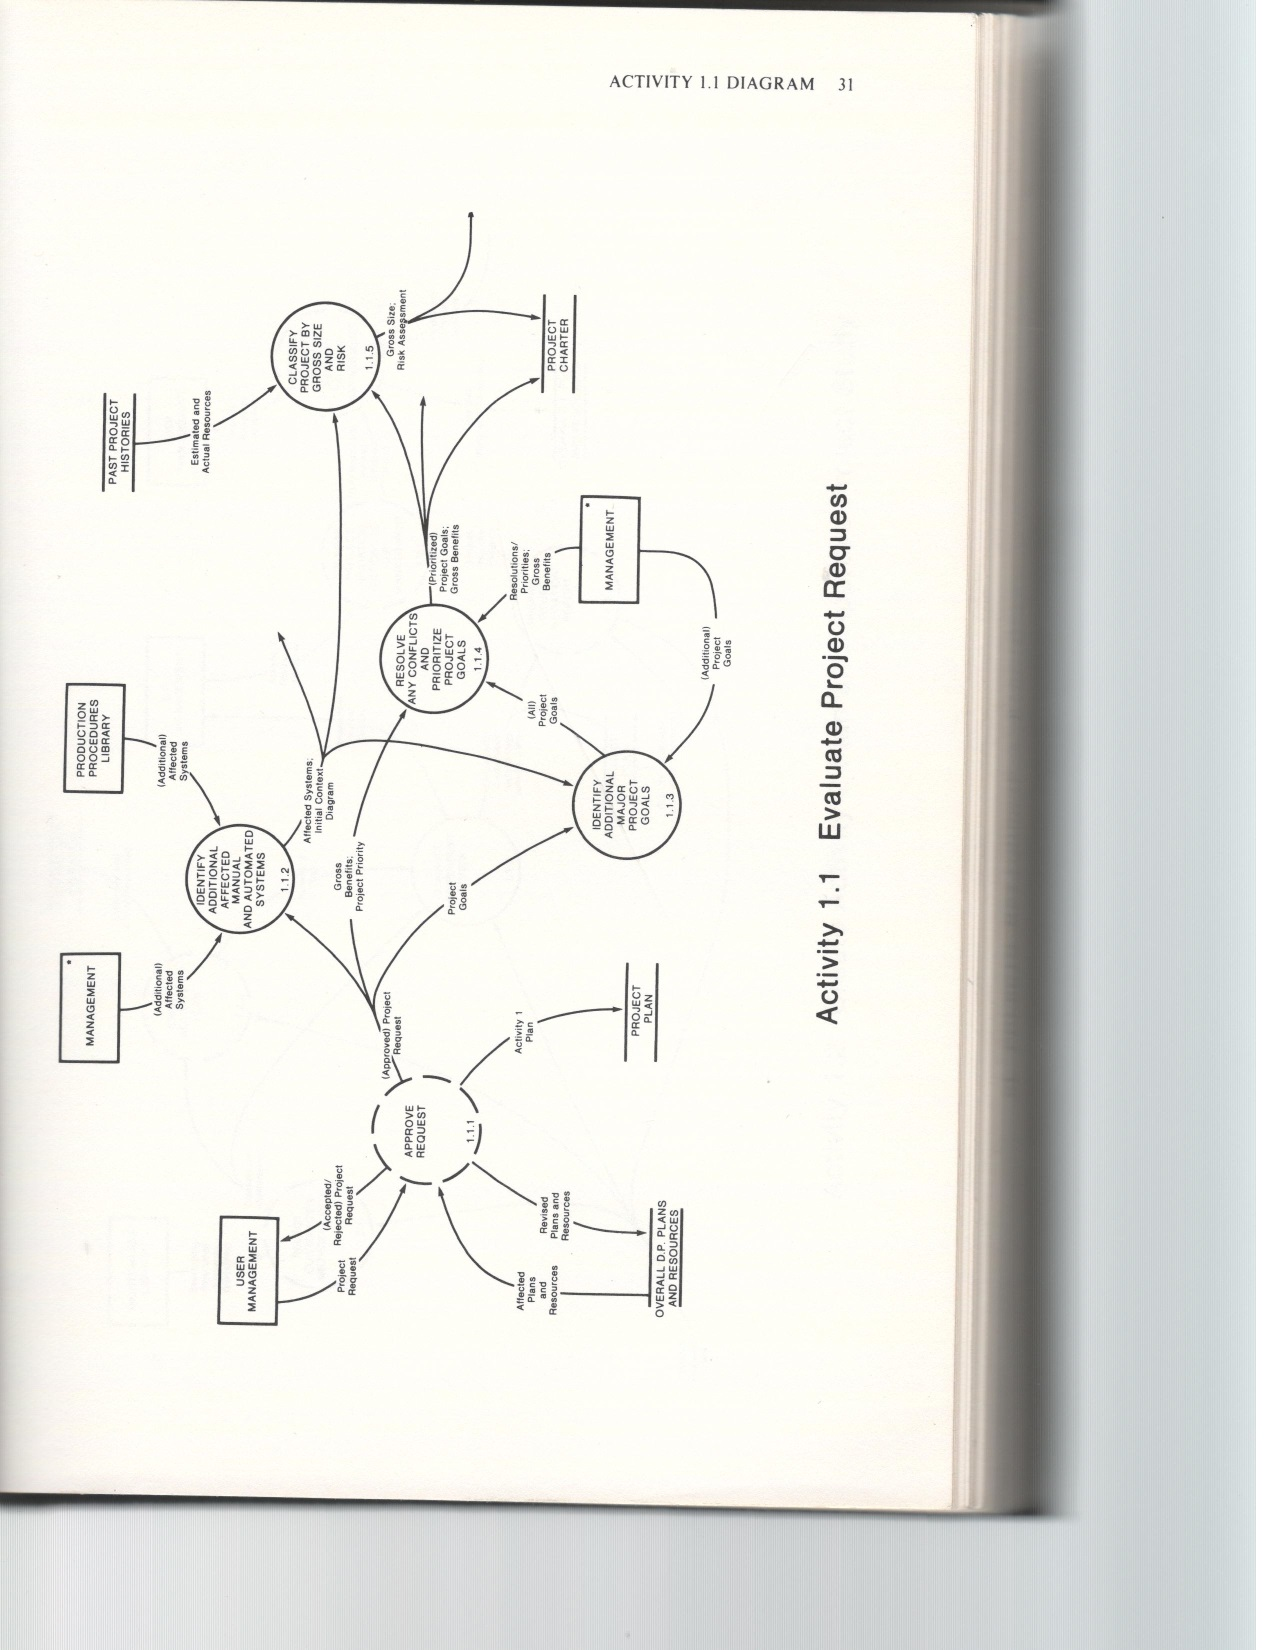 ACTIVITY 1.1 DIAGRAM 31
MANAGEMENT
*
(Additional)
Affected
Systems
PRODUCTION
PROCEDURES
LIBRARY
(Additional)
Affected
Systems
PAST PROJECT
HISTORIES
Estimated and
Actual Resources
IDENTIFY
ADDITIONAL
AFFECTED
MANUAL
AND AUTOMATED
SYSTEMS
1.1.2
Affected Systems;
Initial Context
Diagram
CLASSIFY
PROJECT BY
GROSS SIZE
AND
RISK
1.1.5
Gross Size;
Risk Assessment
USER
MANAGEMENT
(Accepted/
Rejected) Project
Request
Project
Request
APPROVE
REQUEST
1.1.1
(Approved) Project
Request
Gross
Benefits;
Project Priority
Project
Goals
RESOLVE
ANY CONFLICTS
AND
PRIORITIZE
PROJECT
GOALS
1.1.4
(Prioritized)
Project Goals;
Gross Benefits
PROJECT
CHARTER
Affected
Plans
and
Resources
Revised
Plans and
Resources
Activity 1
Plan
(All)
Project
Goals
Resolutions/
Priorities;
Gross
Benefits
MANAGEMENT
*
IDENTIFY
ADDITIONAL
MAJOR
PROJECT
GOALS
1.1.3
(Additional)
Project
Goals
OVERALL D.P. PLANS
AND RESOURCES
PROJECT
PLAN
Activity 1.1 Evaluate Project Request